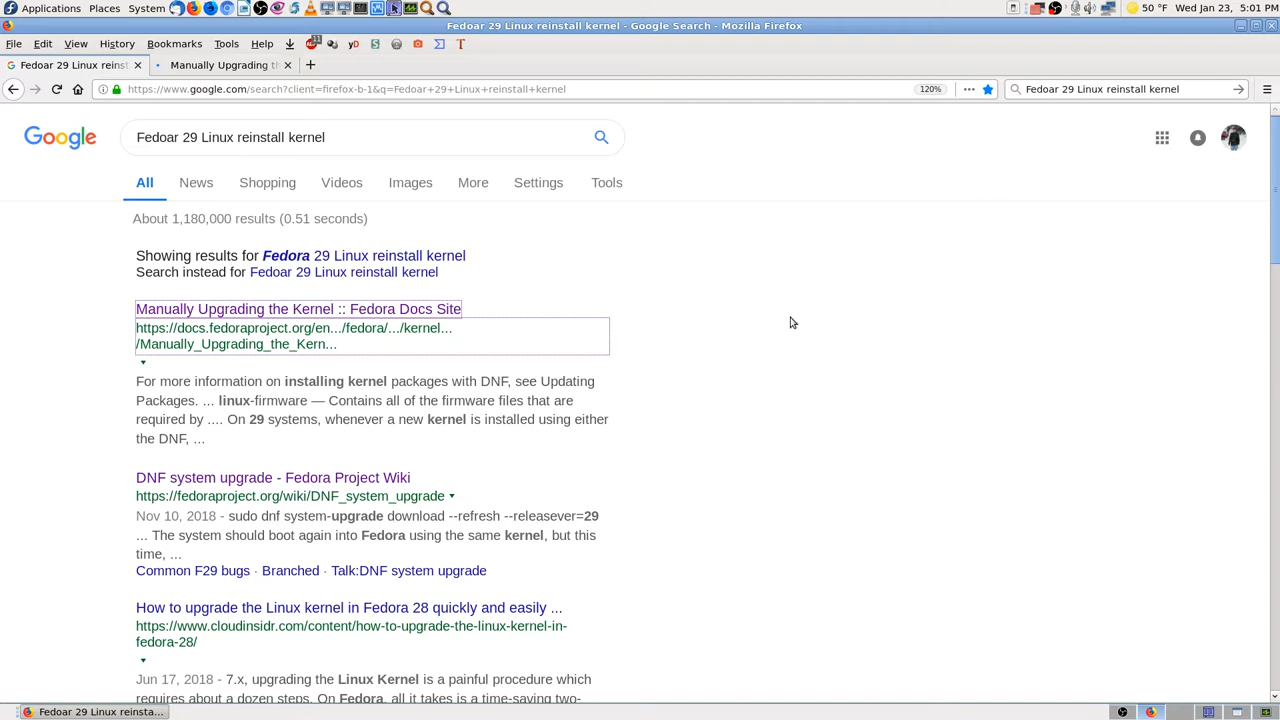 Applications Places System 50 °F Wed Jan 23, 5:01 PM
Fedoar 29 Linux reinstall kernel - Google Search - Mozilla Firefox
File Edit View History Bookmarks Tools Help 11 yD S T
G Fedoar 29 Linux reinst Manually Upgrading th
https://www.google.com/search?client=firefox-b-1&q=Fedoar+29+Linux+reinstall+kernel 120% Fedoar 29 Linux reinstall kernel
Google Fedoar 29 Linux reinstall kernel
All News Shopping Videos Images More Settings Tools
About 1,180,000 results (0.51 seconds)
Showing results for Fedora 29 Linux reinstall kernel
Search instead for Fedoar 29 Linux reinstall kernel
Manually Upgrading the Kernel :: Fedora Docs Site
https://docs.fedoraproject.org/en.../fedora/.../kernel...
/Manually_Upgrading_the_Kern...
For more information on installing kernel packages with DNF, see Updating
Packages. ... linux-firmware — Contains all of the firmware files that are
required by .... On 29 systems, whenever a new kernel is installed using either
the DNF, ...
DNF system upgrade - Fedora Project Wiki
https://fedoraproject.org/wiki/DNF_system_upgrade
Nov 10, 2018 - sudo dnf system-upgrade download --refresh --releasever=29
... The system should boot again into Fedora using the same kernel, but this
time, ...
Common F29 bugs · Branched · Talk:DNF system upgrade
How to upgrade the Linux kernel in Fedora 28 quickly and easily ...
https://www.cloudinsidr.com/content/how-to-upgrade-the-linux-kernel-in-
fedora-28/
Jun 17, 2018 - 7.x, upgrading the Linux Kernel is a painful procedure which
requires about a dozen steps. On Fedora, all it takes is a time-saving two-
Fedoar 29 Linux reinsta...